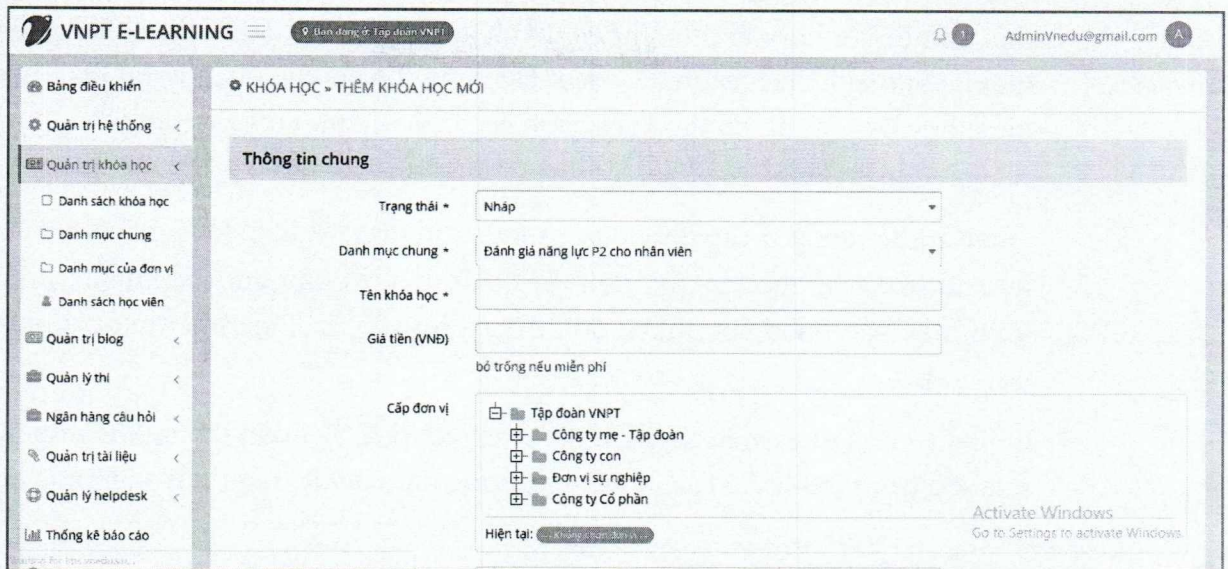 VNPT E-LEARNING
Bạn đang ở: Tập đoàn VNPT
1
AdminVnedu@gmail.com A
Bảng điều khiển
Quản trị hệ thống
Quản trị khóa học
Danh sách khóa học
Danh mục chung
Danh mục của đơn vị
Danh sách học viên
Quản trị blog
Quản lý thi
Ngân hàng câu hỏi
Quản trị tài liệu
Quản lý helpdesk
Thống kê báo cáo
KHÓA HỌC » THÊM KHÓA HỌC MỚI
Thông tin chung
Trạng thái * Nháp
Danh mục chung * Đánh giá năng lực P2 cho nhân viên
Tên khóa học *
Giá tiền (VNĐ)
bỏ trống nếu miễn phí
Cấp đơn vị
Tập đoàn VNPT
Công ty mẹ - Tập đoàn
Công ty con
Đơn vị sự nghiệp
Công ty Cổ phần
Hiện tại:
Activate Windows
Go to Settings to activate Windows.